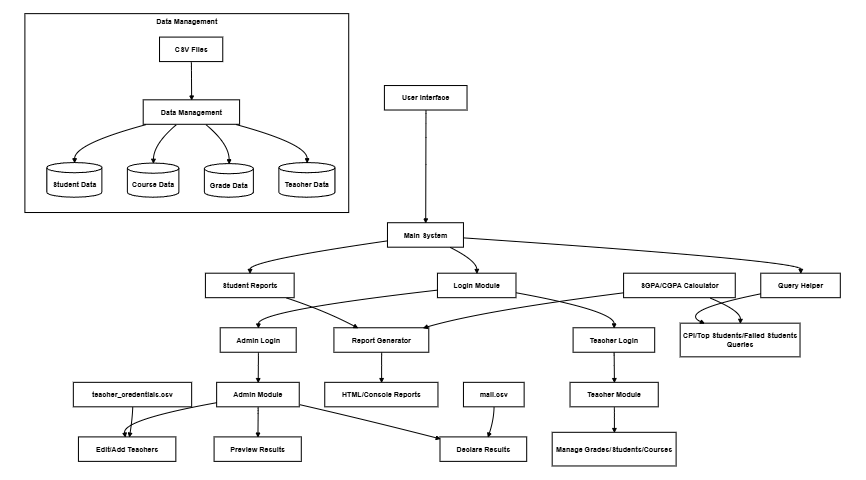 Data Management
CSV Files
Data Management
Student Data
Course Data
Grade Data
Teacher Data
User Interface
Main System
Student Reports
Login Module
SGPA/CGPA Calculator
Query Helper
Admin Login
Report Generator
Teacher Login
CPI/Top Students/Failed Students
Queries
teacher_credentials.csv
Admin Module
HTML/Console Reports
mail.csv
Teacher Module
Edit/Add Teachers
Preview Results
Declare Results
Manage Grades/Students/Courses